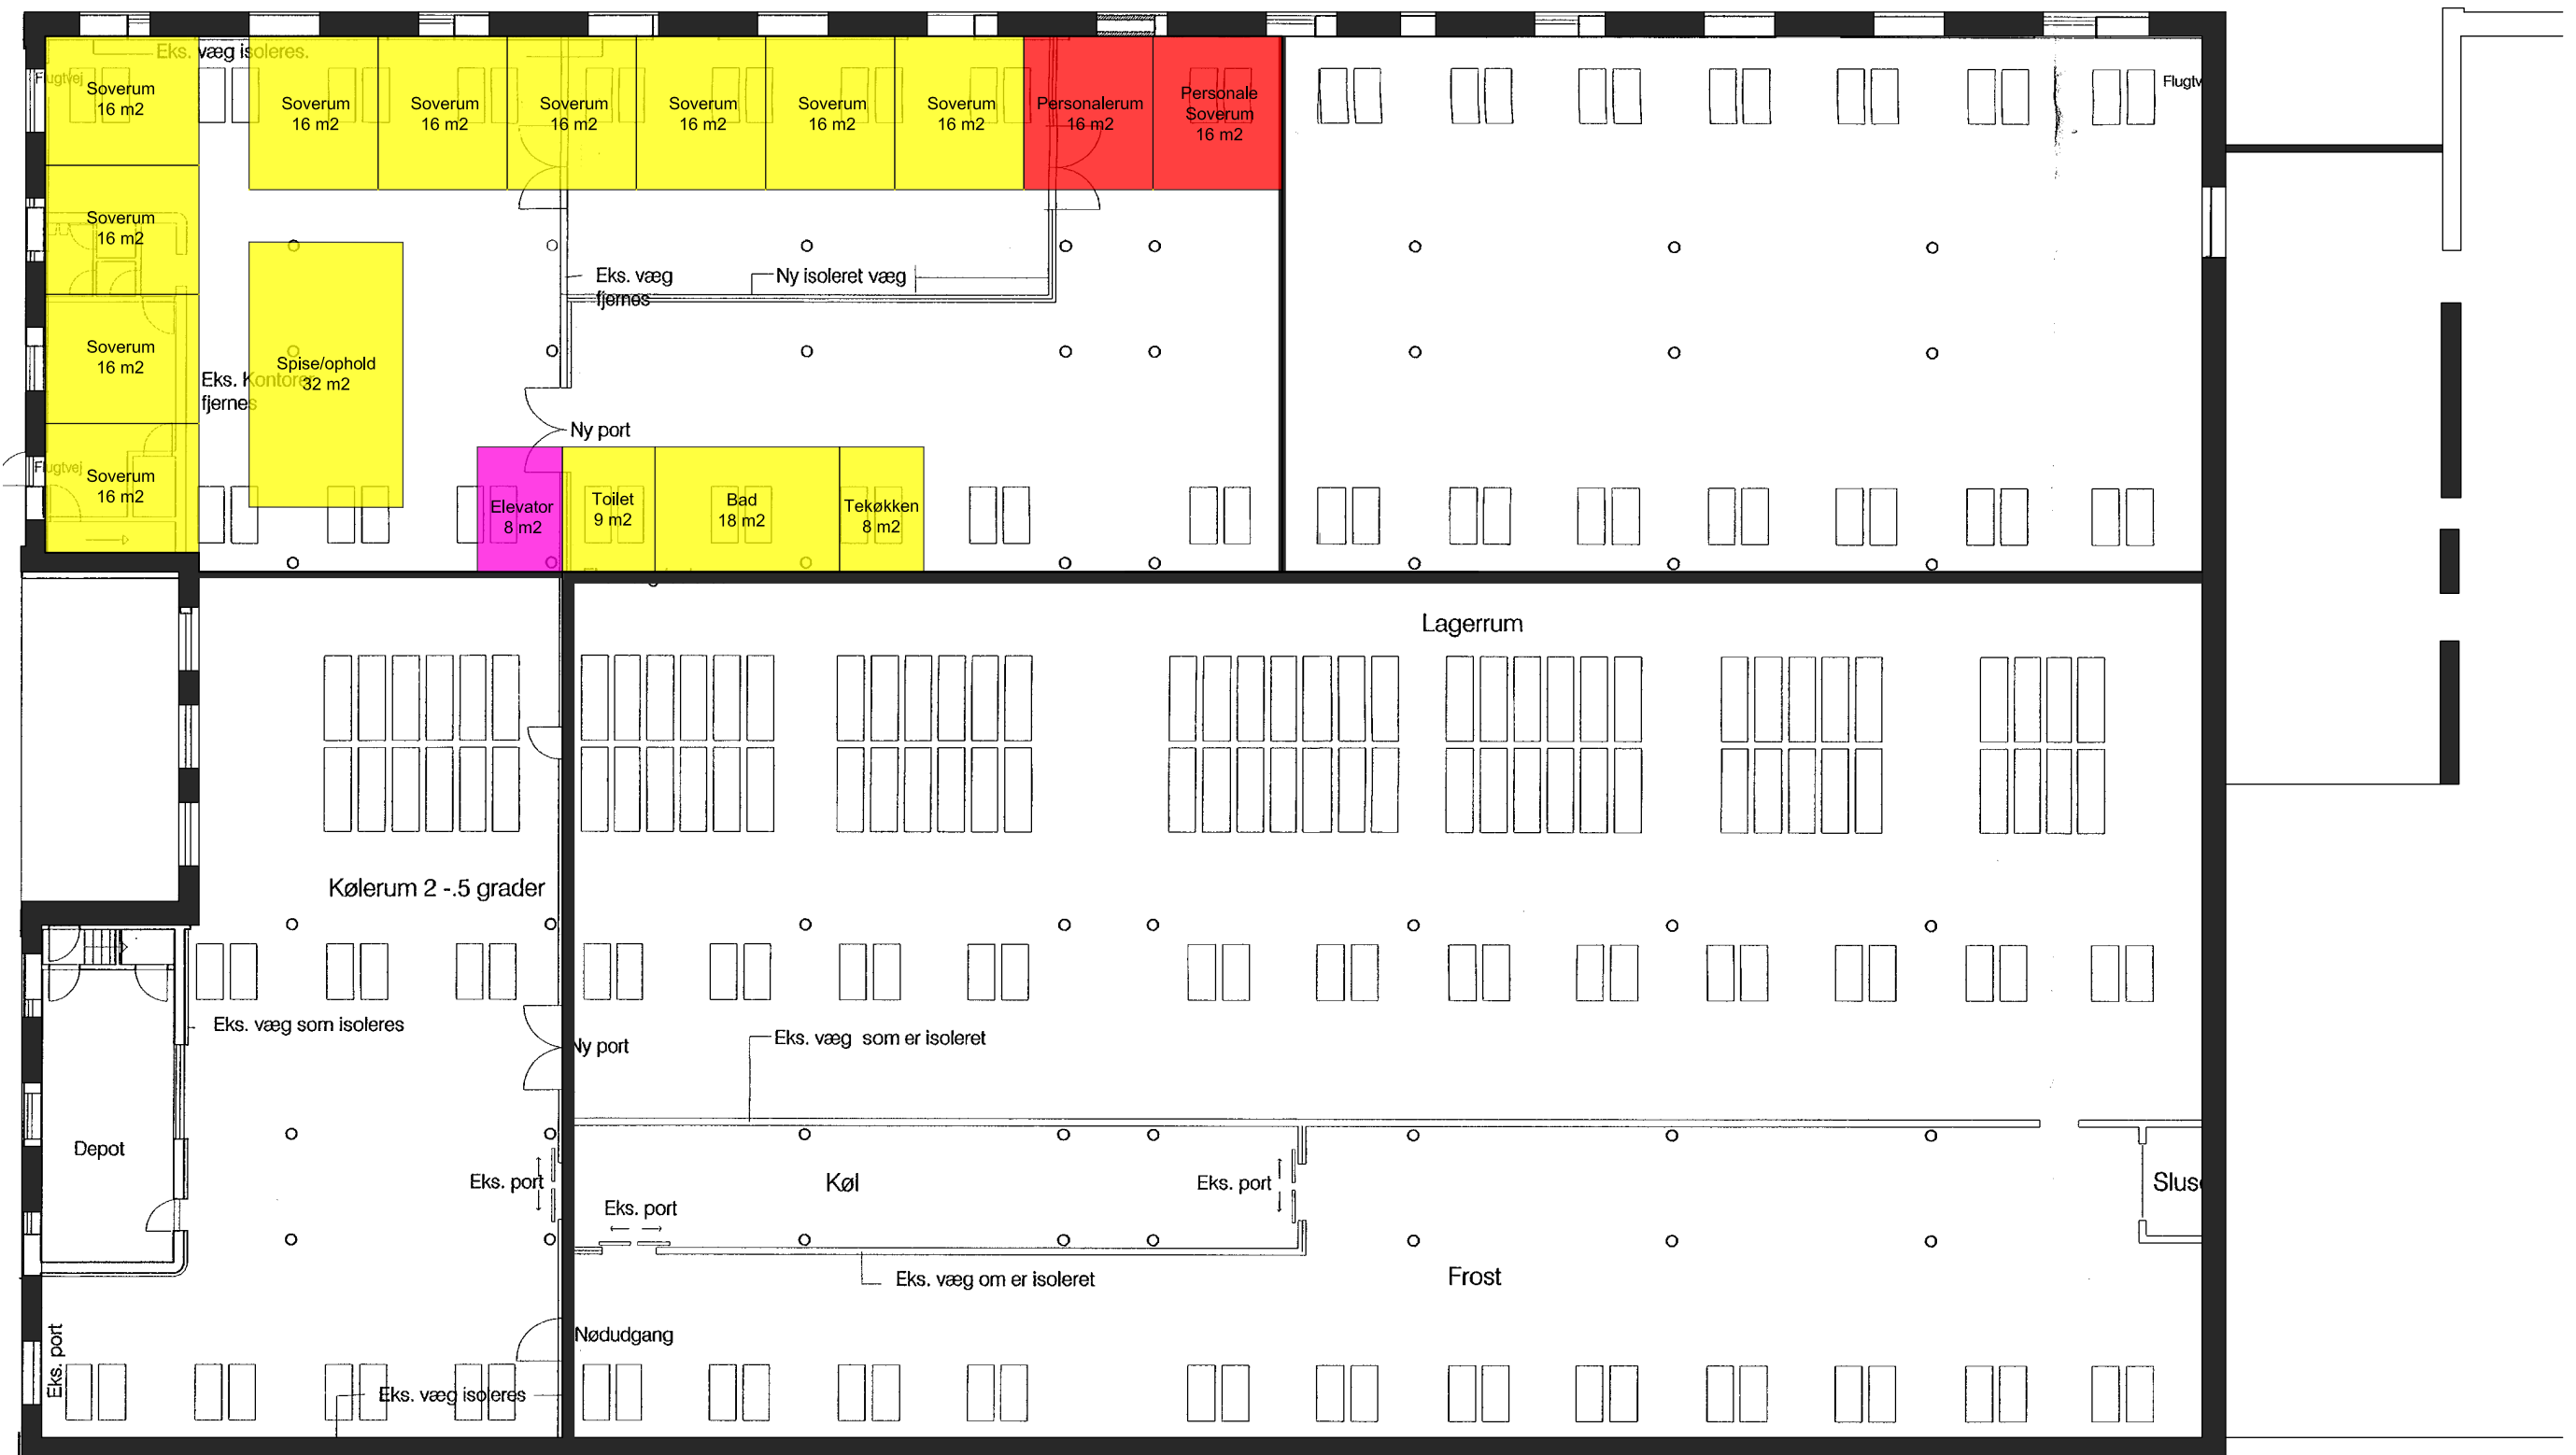 Eks. væg isoleres.
Flugtvej
Soverum
16 m2
Soverum
16 m2
Soverum
16 m2
Soverum
16 m2
Soverum
16 m2
Soverum
16 m2
Soverum
16 m2
Personalerum
16 m2
Personale
Soverum
16 m2
Flugtv
Soverum
16 m2
Soverum
16 m2
Soverum
16 m2
Eks. Kontorer
fjernes
Spise/ophold
32 m2
Eks. væg
fjernes
Ny isoleret væg
Ny port
Flugtvej
Elevator
8 m2
Toilet
9 m2
Bad
18 m2
Tekøkken
8 m2
Lagerrum
Kølerum 2 -.5 grader
Eks. væg som isoleres
Ny port
Eks. væg som er isoleret
Depot
Eks. port
Køl
Eks. port
Eks. port
Slus
Eks. væg om er isoleret
Frost
Nødudgang
Eks. port
Eks. væg isoleres